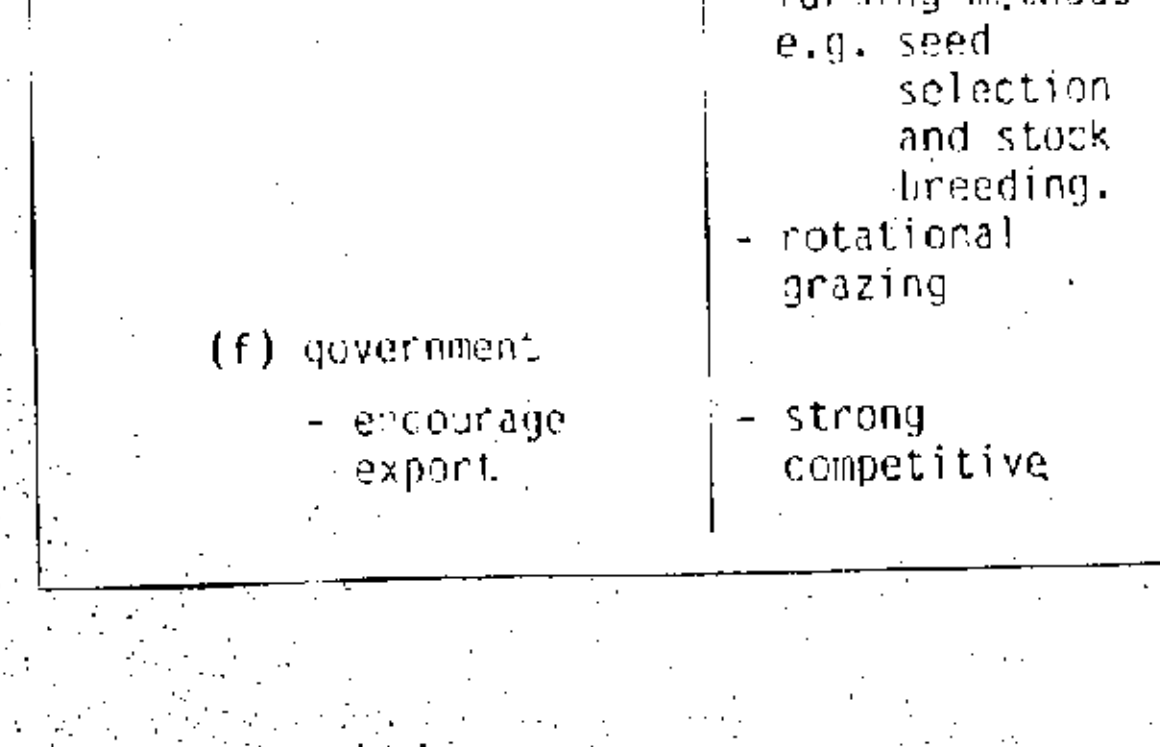 e.g. seed
selection
and stock
breeding.
- rotational
grazing
(f) government
- encourage
export.
- strong
competitive